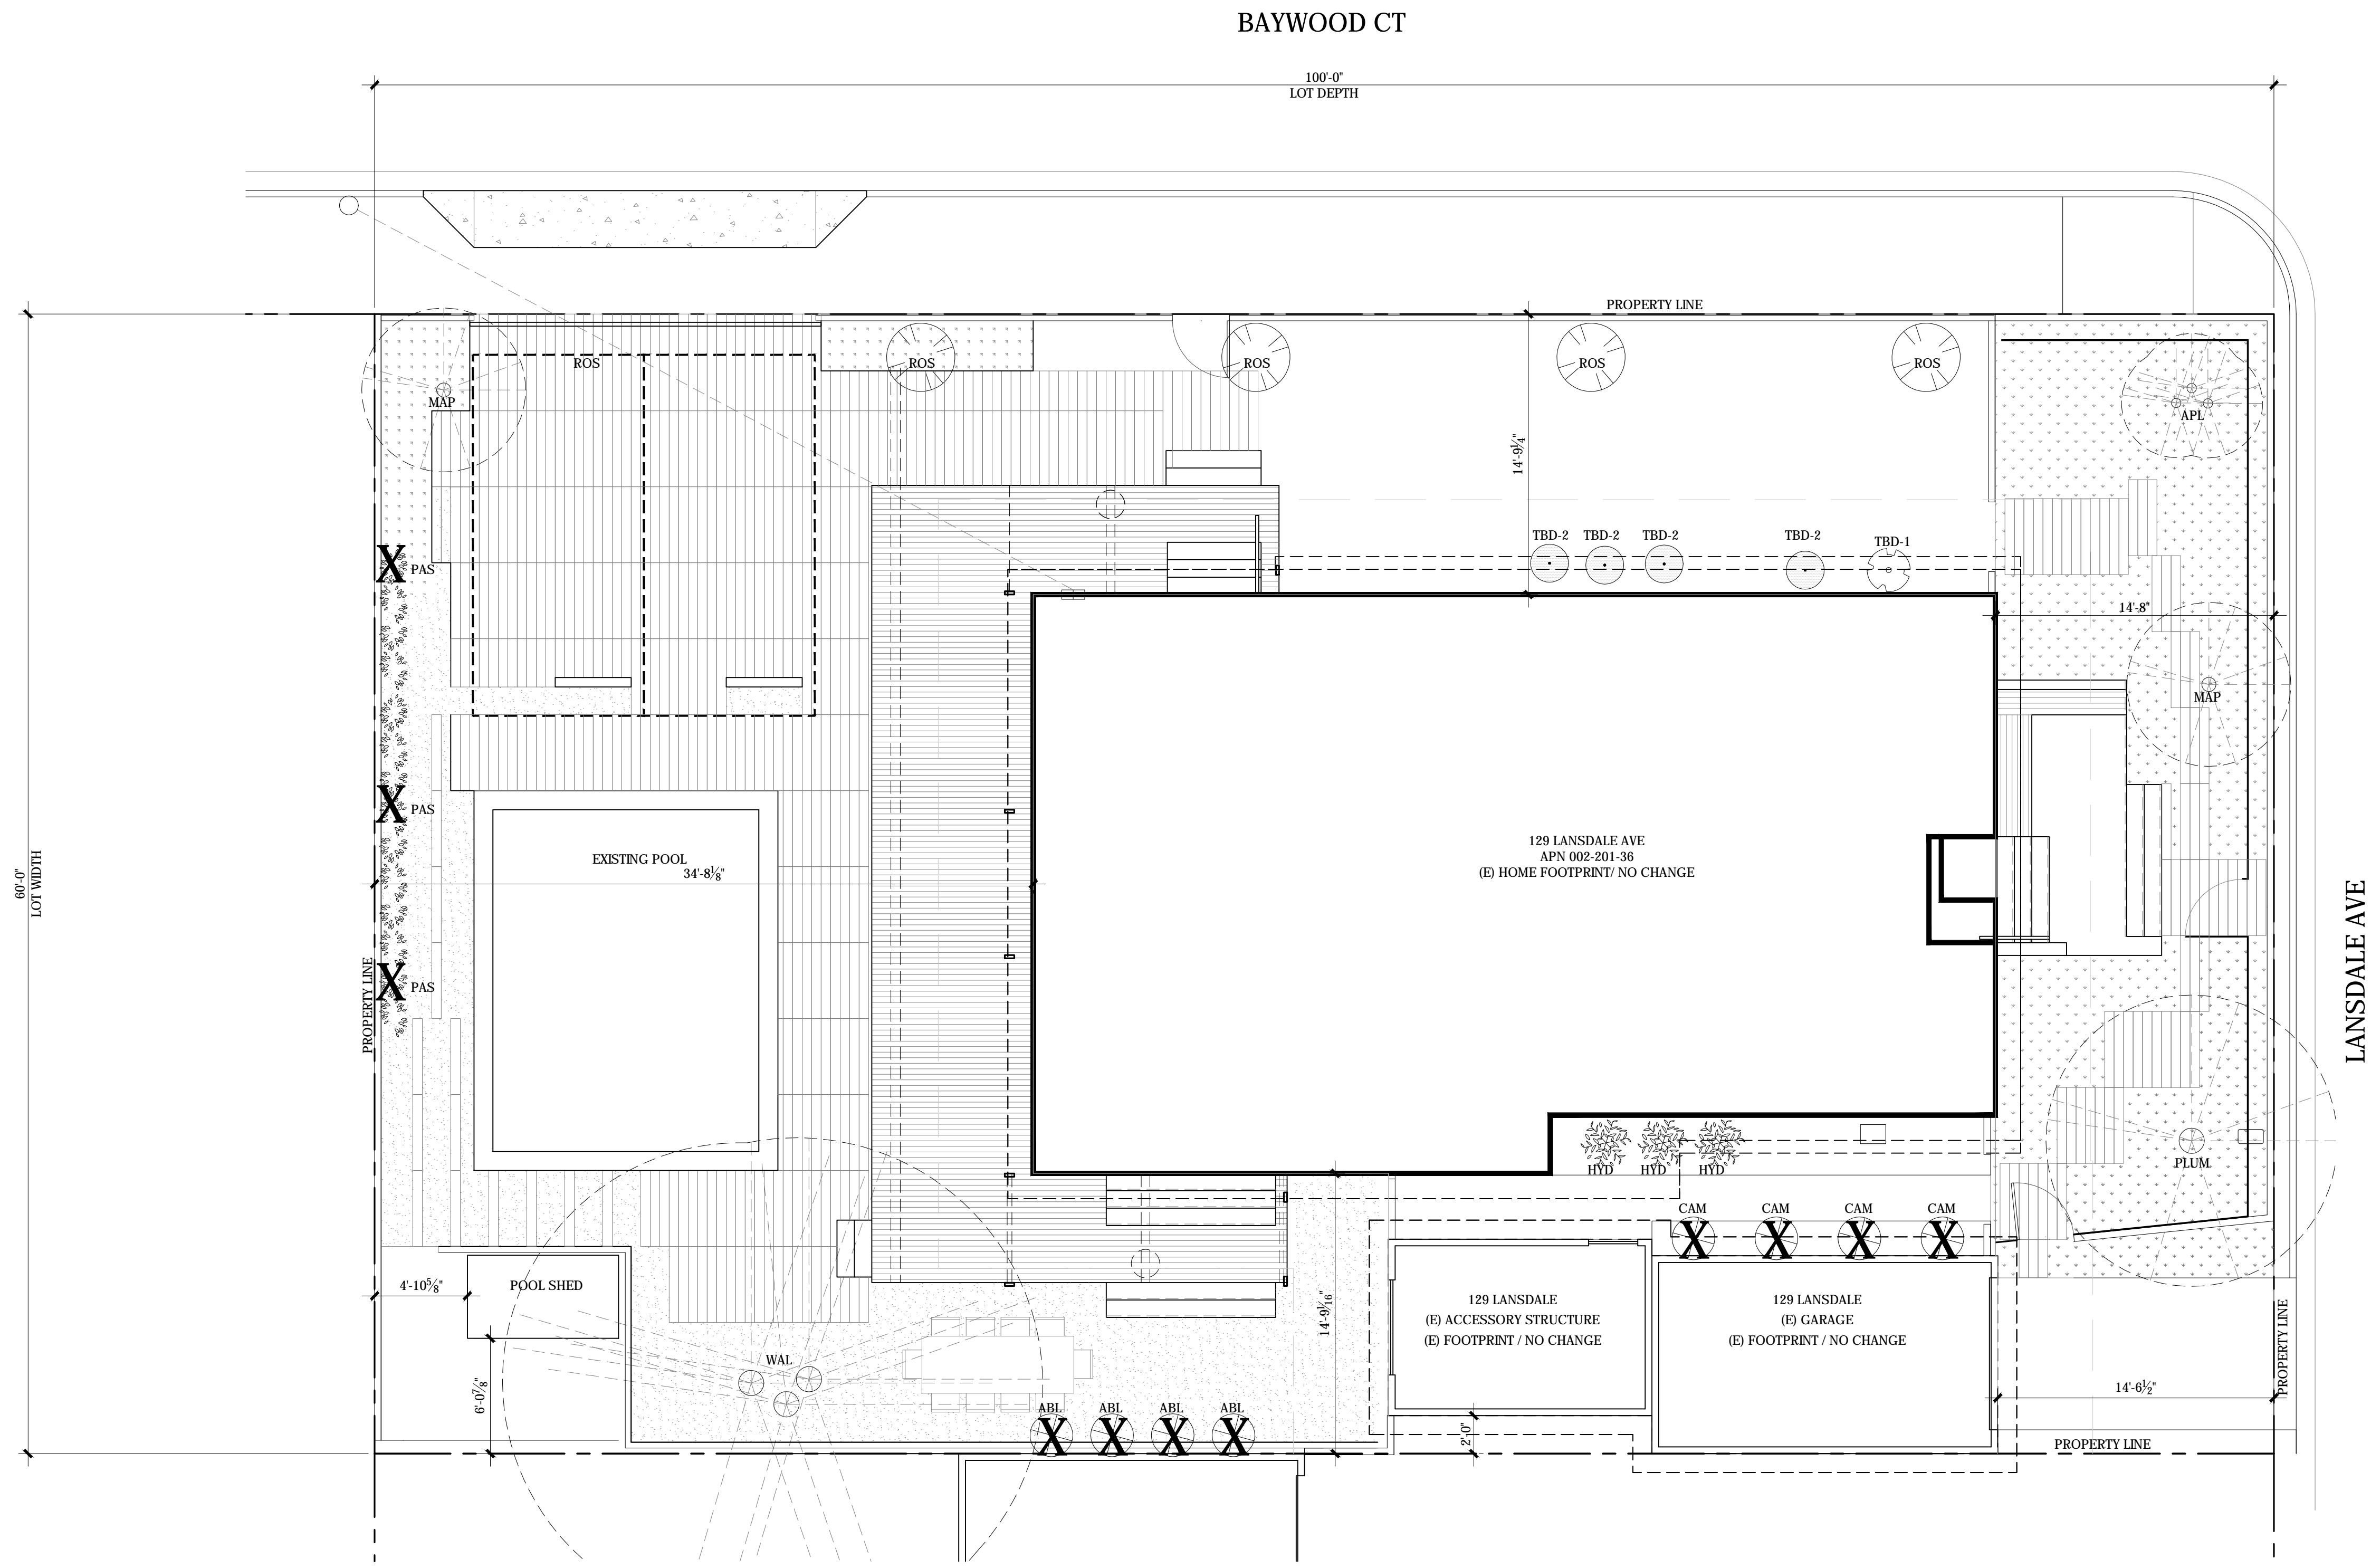 BAYWOOD CT
100'-0"
LOT DEPTH
PROPERTY LINE
ROS
ROS
ROS
ROS
ROS
MAP
APL
14'-9¼"
TBD-2
TBD-2
TBD-2
TBD-2
TBD-1
PAS
14'-8"
MAP
PAS
129 LANSDALE AVE
APN 002-201-36
(E) HOME FOOTPRINT/ NO CHANGE
EXISTING POOL
34'-8⅛"
60'-0"
LOT WIDTH
LANSDALE AVE
X
X
X
PAS
PROPERTY LINE
HYD
HYD
HYD
PLUM
CAM
CAM
CAM
CAM
X
X
X
X
4'-10⅝"
POOL SHED
14'-9 1/16"
129 LANSDALE
(E) ACCESSORY STRUCTURE
(E) FOOTPRINT / NO CHANGE
129 LANSDALE
(E) GARAGE
(E) FOOTPRINT / NO CHANGE
PROPERTY LINE
WAL
6'-0⅞"
14'-6½"
ABL
ABL
ABL
ABL
X
X
X
X
2'-0"
PROPERTY LINE